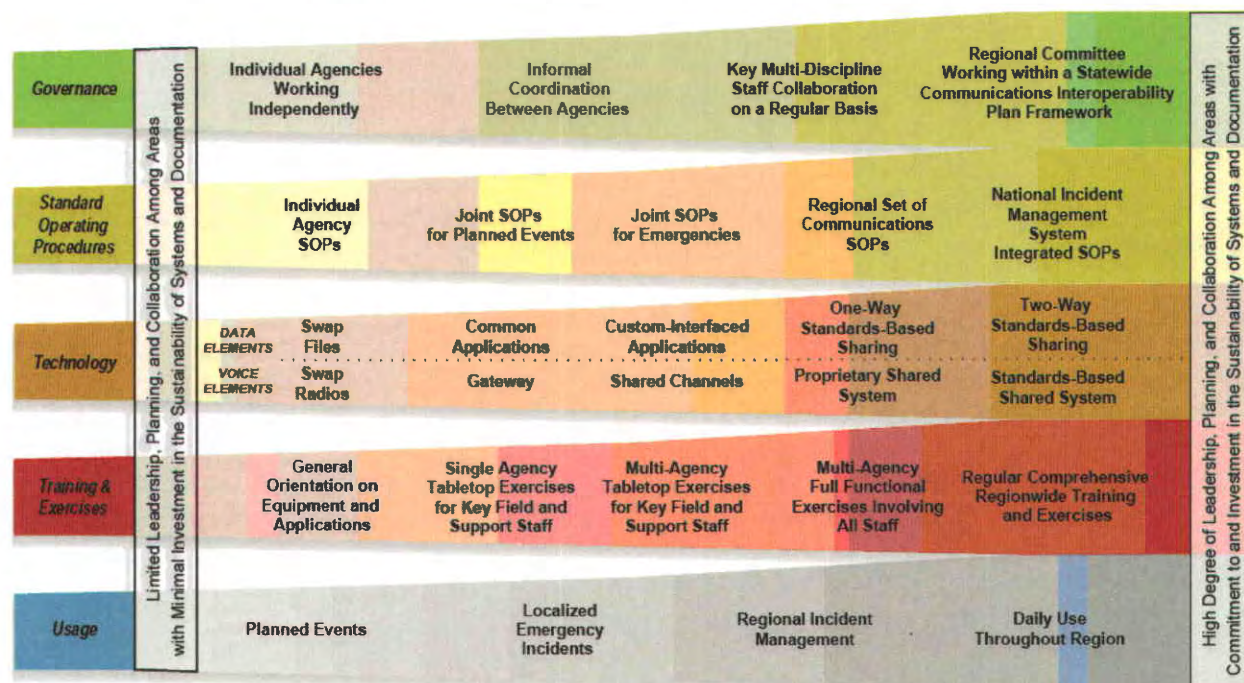 Limited Leadership, Planning, and Collaboration Among Areas
with Minimal Investment in the Sustainability of Systems and Documentation
Governance
Individual Agencies
Working
Independently
Informal
Coordination
Between Agencies
Key Multi-Discipline
Staff Collaboration
on a Regular Basis
Regional Committee
Working within a Statewide
Communications Interoperability
Plan Framework
Standard
Operating
Procedures
Individual
Agency
SOPs
Joint SOPs
for Planned Events
Joint SOPs
for Emergencies
Regional Set of
Communications
SOPs
National Incident
Management
System
Integrated SOPs
Technology
DATA
ELEMENTS
Swap
Files
Common
Applications
Custom-Interfaced
Applications
One-Way
Standards-Based
Sharing
Two-Way
Standards-Based
Sharing
VOICE
ELEMENTS
Swap
Radios
Gateway
Shared Channels
Proprietary Shared
System
Standards-Based
Shared System
Training &
Exercises
General
Orientation on
Equipment and
Applications
Single Agency
Tabletop Exercises
for Key Field and
Support Staff
Multi-Agency
Tabletop Exercises
for Key Field and
Support Staff
Multi-Agency
Full Functional
Exercises Involving
All Staff
Regular Comprehensive
Regionwide Training
and Exercises
Usage
Planned Events
Localized
Emergency
Incidents
Regional Incident
Management
Daily Use
Throughout Region
High Degree of Leadership, Planning, and Collaboration Among Areas with
Commitment to and Investment in the Sustainability of Systems and Documentation